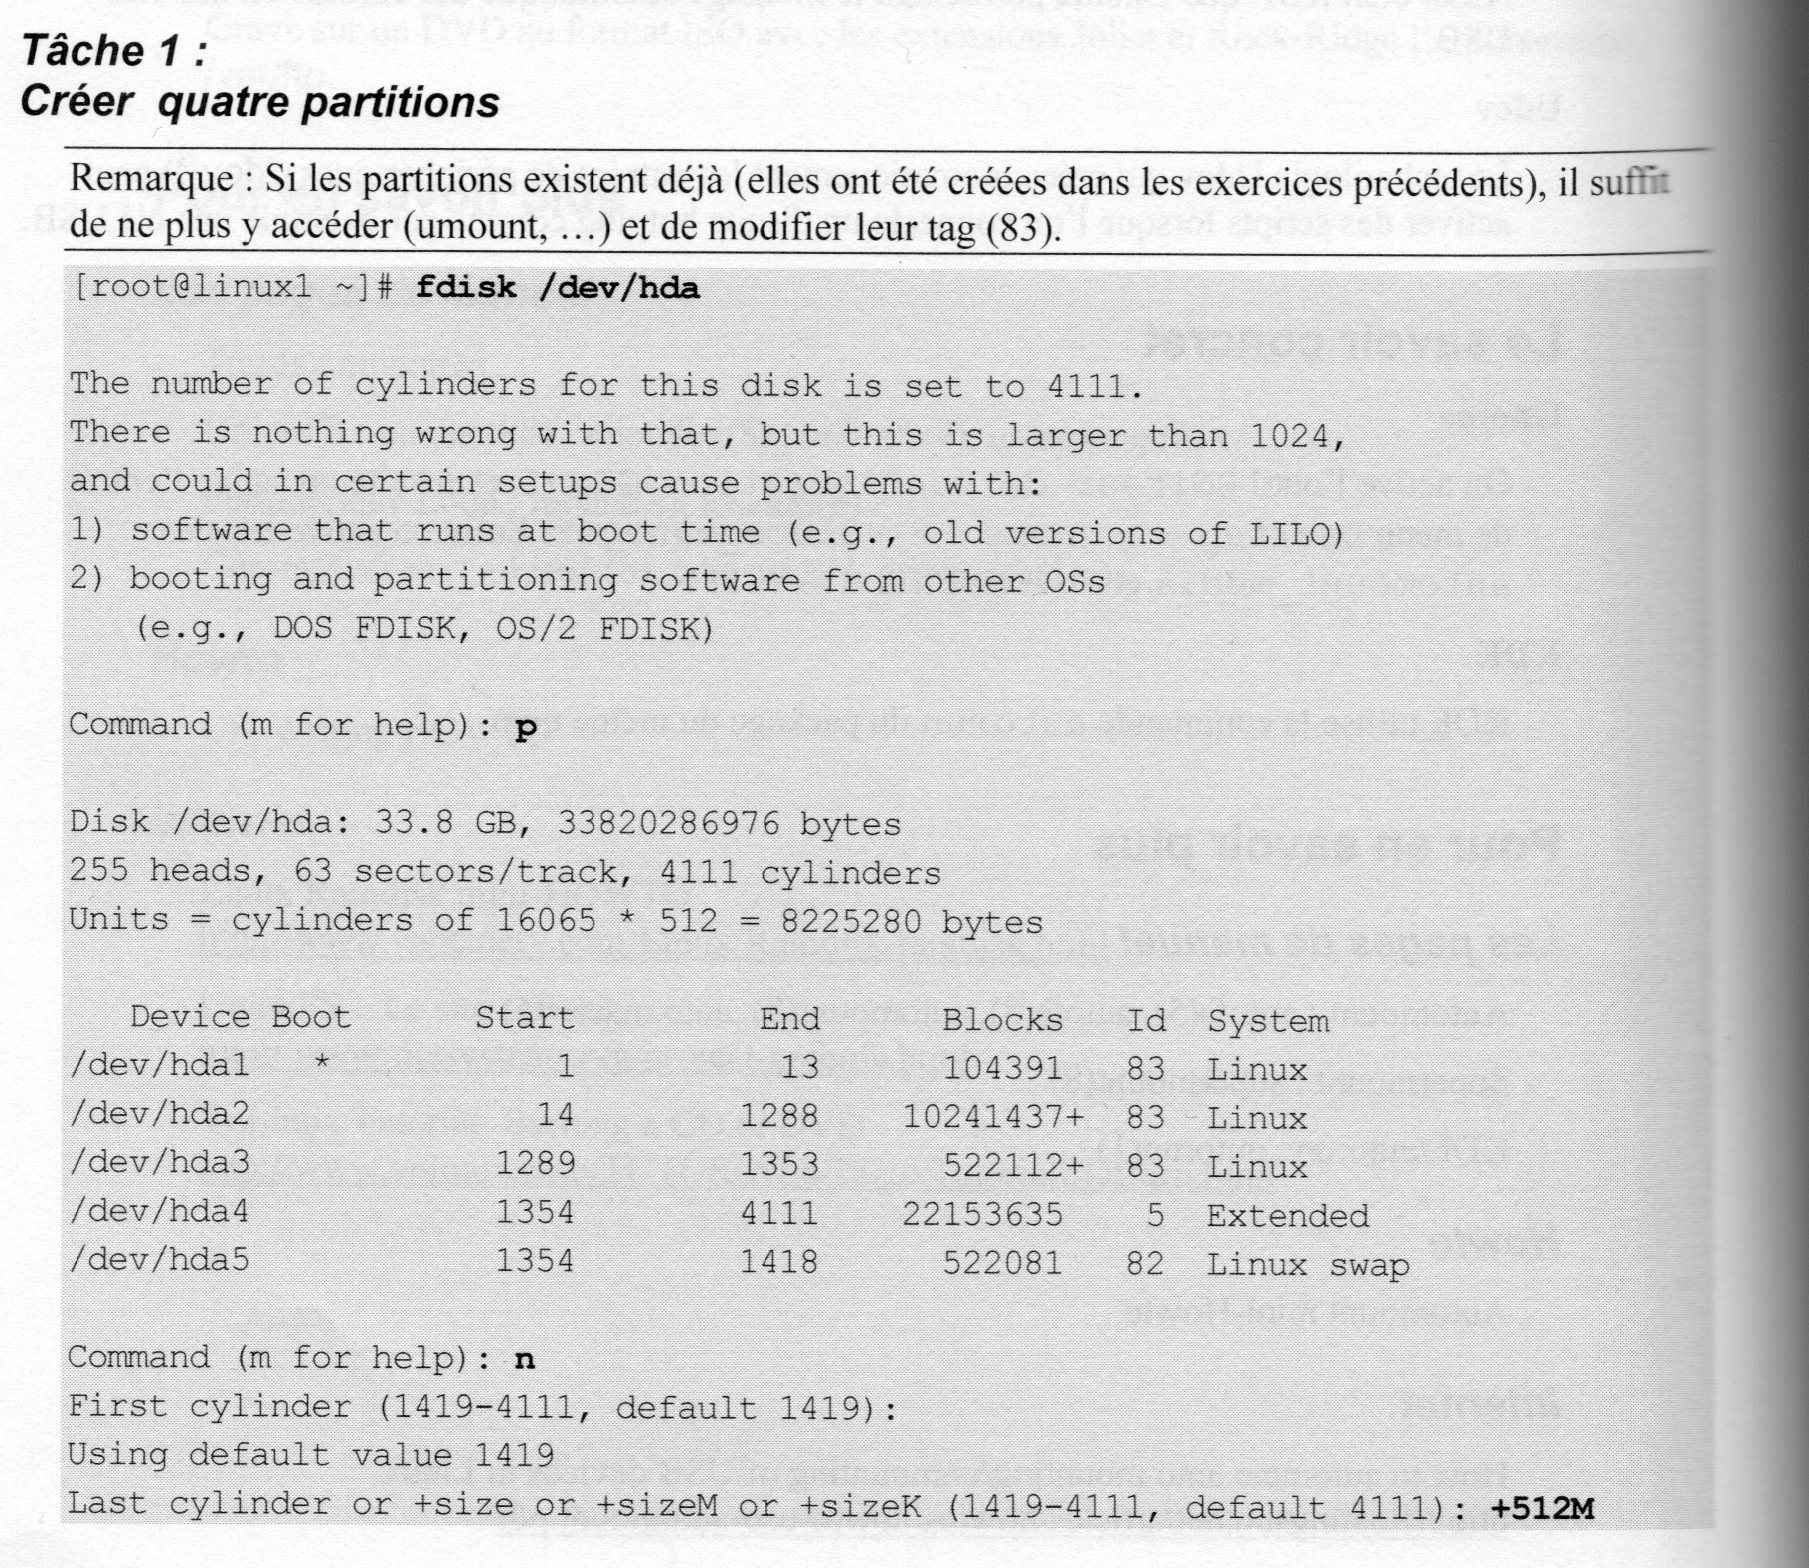 Tâche 1 :
Créer quatre partitions
Remarque : Si les partitions existent déjà (elles ont été créées dans les exercices précédents), il suffit
de ne plus y accéder (umount, …) et de modifier leur tag (83).
[root@linux1 ~]# fdisk /dev/hda
The number of cylinders for this disk is set to 4111.
There is nothing wrong with that, but this is larger than 1024,
and could in certain setups cause problems with:
1) software that runs at boot time (e.g., old versions of LILO)
2) booting and partitioning software from other OSs
   (e.g., DOS FDISK, OS/2 FDISK)
Command (m for help): p
Disk /dev/hda: 33.8 GB, 33820286976 bytes
255 heads, 63 sectors/track, 4111 cylinders
Units = cylinders of 16065 * 512 = 8225280 bytes
   Device Boot      Start         End      Blocks   Id  System
/dev/hda1   *           1          13      104391   83  Linux
/dev/hda2              14        1288    10241437+  83  Linux
/dev/hda3            1289        1353      522112+  83  Linux
/dev/hda4            1354        4111    22153635    5  Extended
/dev/hda5            1354        1418      522081   82  Linux swap
Command (m for help): n
First cylinder (1419-4111, default 1419):
Using default value 1419
Last cylinder or +size or +sizeM or +sizeK (1419-4111, default 4111): +512M